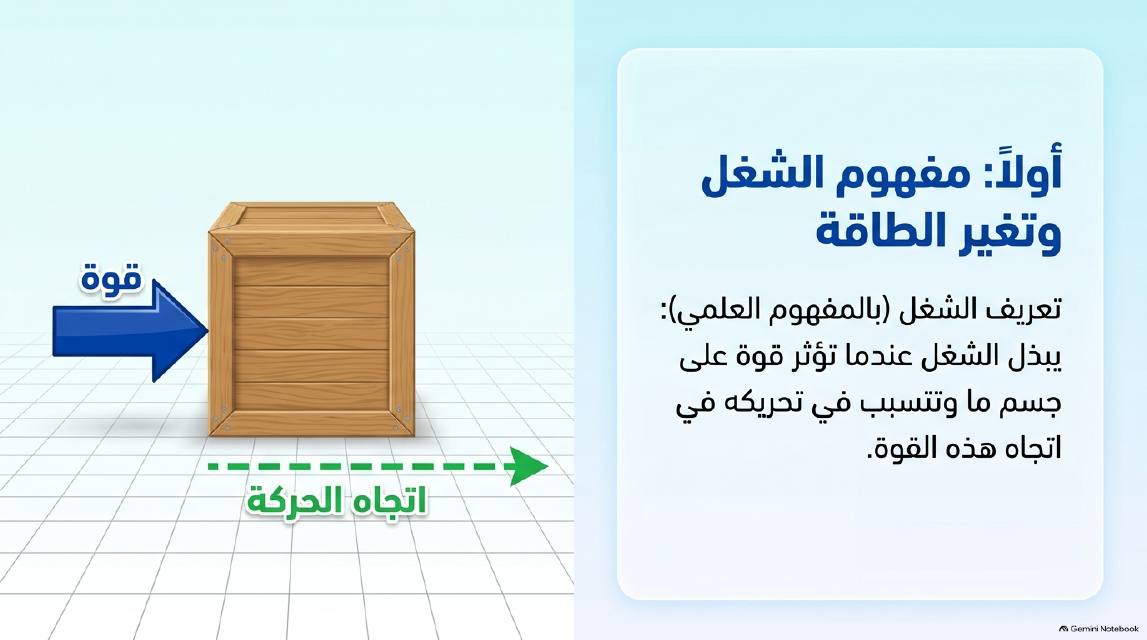 أولاً: مفهوم الشغل
وتغير الطاقة
تعريف الشغل (بالمفهوم العلمي):
يبذل الشغل عندما تؤثر قوة على
جسم ما وتتسبب في تحريكه في
اتجاه هذه القوة.
قوة
اتجاه الحركة
Gemini Notebook